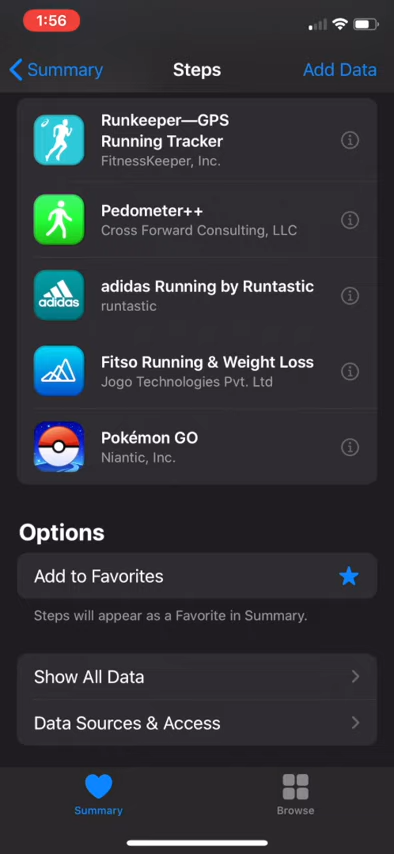 1:56
Summary
Steps
Add Data
Runkeeper—GPS
Running Tracker
FitnessKeeper, Inc.
Pedometer++
Cross Forward Consulting, LLC
adidas
adidas Running by Runtastic
runtastic
Fitso Running & Weight Loss
Jogo Technologies Pvt. Ltd
Pokémon GO
Niantic, Inc.
Options
Add to Favorites
Steps will appear as a Favorite in Summary.
Show All Data
Data Sources & Access
Summary
Browse